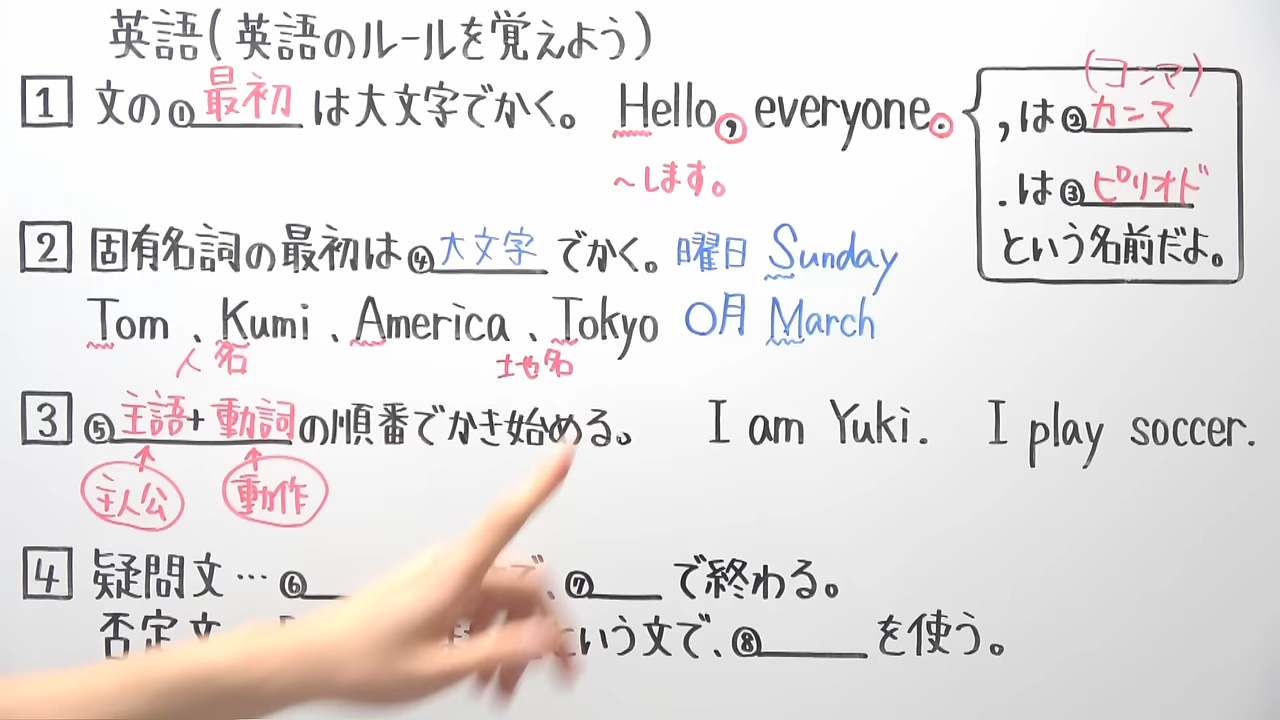 英語(英語のルールを覚えよう)
1 文の①最初は大文字でかく。 Hello, everyone.
〜します。
(コンマ)
,は②カンマ
.は③ピリオド
という名前だよ。
2 固有名詞の最初は④大文字でかく。 曜日 Sunday
Tom、Kumi、America、Tokyo 〇月 March
人名 土地名
3 ⑤主語+動詞の順番でかき始める。 I am Yuki. I play soccer.
主人公 動作
4 疑問文…⑥ で、⑦ で終わる。
否定文 という文で、⑧ を使う。